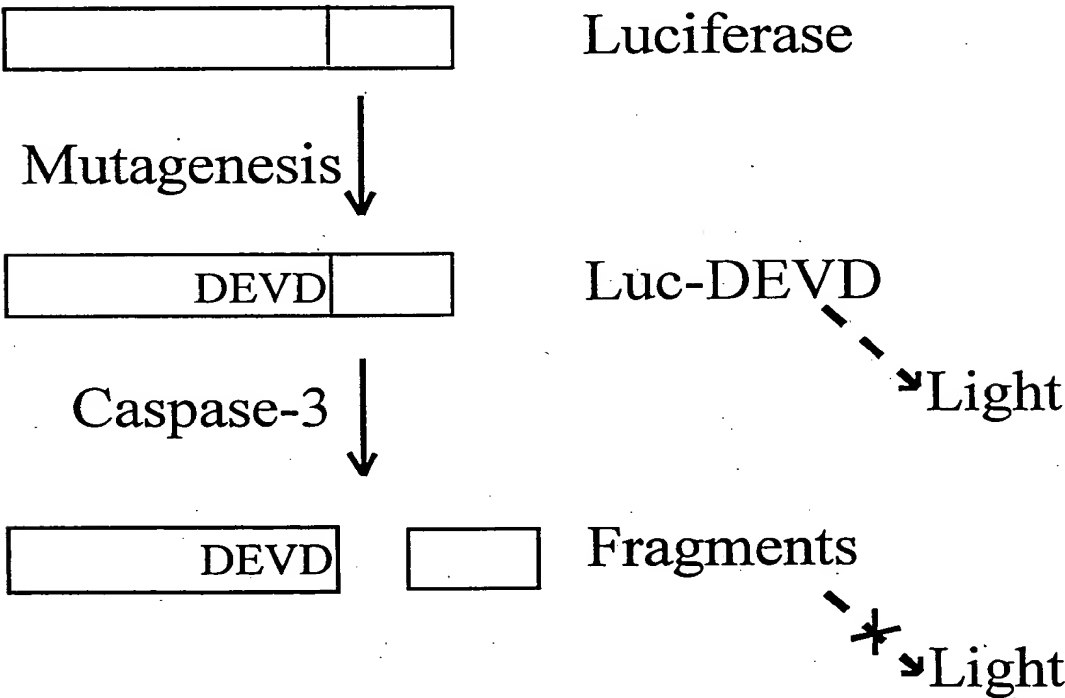 Luciferase
Mutagenesis
DEVD
Luc-DEVD
Light
Caspase-3
DEVD
Fragments
Light